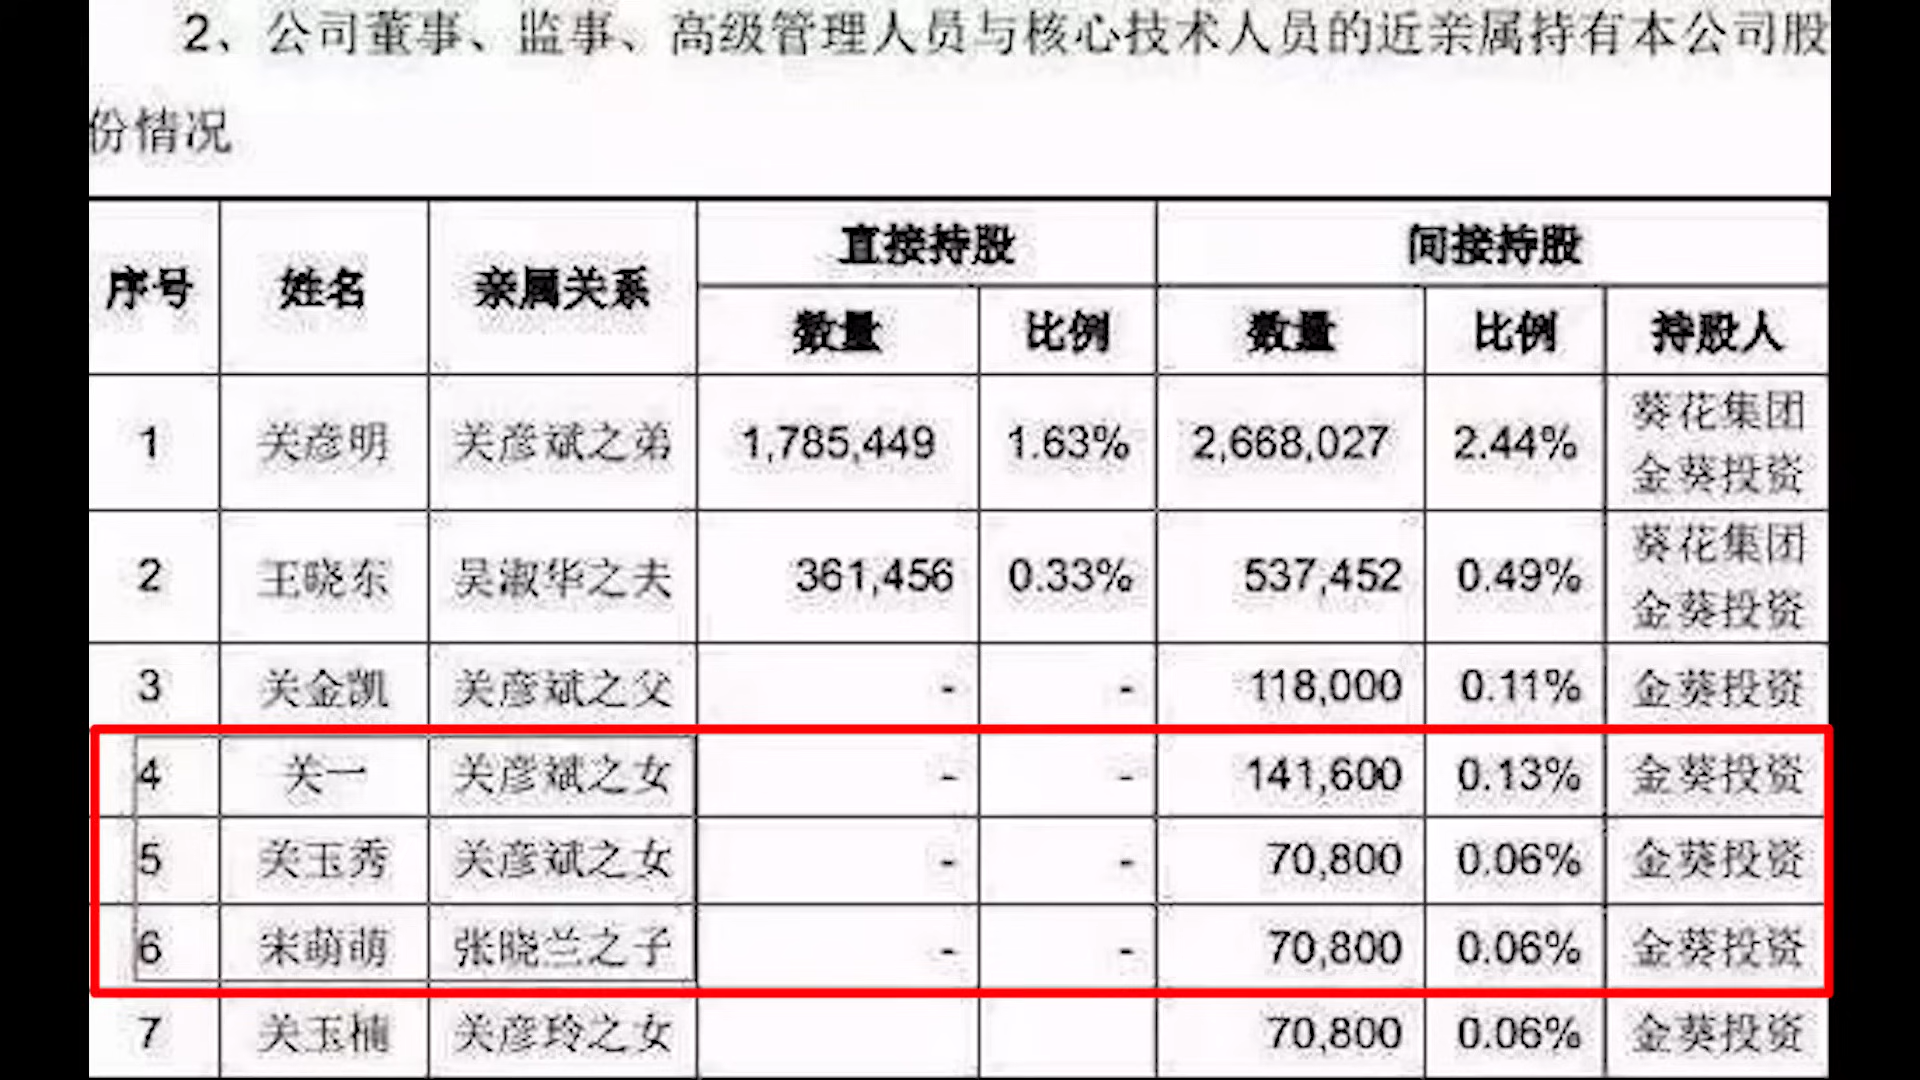 2、公司董事、监事、高级管理人员与核心技术人员的近亲属持有本公司股
份情况
序号 姓名 亲属关系 直接持股 间接持股
数量 比例 数量 比例 持股人
1 关彦明 关彦斌之弟 1,785,449 1.63% 2,668,027 2.44% 葵花集团
金葵投资
2 王晓东 吴淑华之夫 361,456 0.33% 537,452 0.49% 葵花集团
金葵投资
3 关金凯 关彦斌之父 - - 118,000 0.11% 金葵投资
4 关一 关彦斌之女 - - 141,600 0.13% 金葵投资
5 关玉秀 关彦斌之女 - - 70,800 0.06% 金葵投资
6 宋萌萌 张晓兰之子 - - 70,800 0.06% 金葵投资
7 关玉楠 关彦玲之女 70,800 0.06% 金葵投资